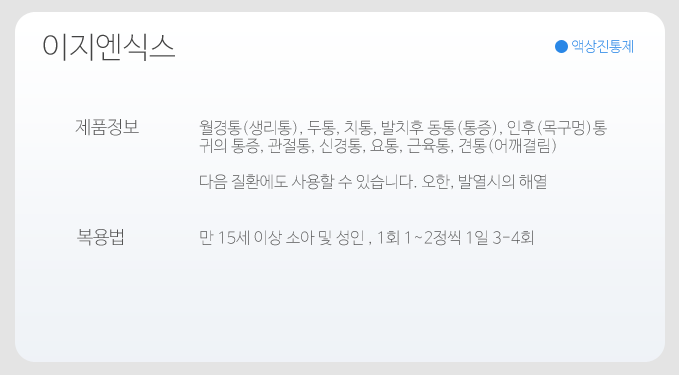 이지엔식스
액상진통제
제품정보
월경통(생리통), 두통, 치통, 발치후 동통(통증), 인후(목구멍)통
귀의 통증, 관절통, 신경통, 요통, 근육통, 견통(어깨결림)
다음 질환에도 사용할 수 있습니다. 오한, 발열시의 해열
복용법
만 15세 이상 소아 및 성인 , 1회 1~2정씩 1일 3-4회